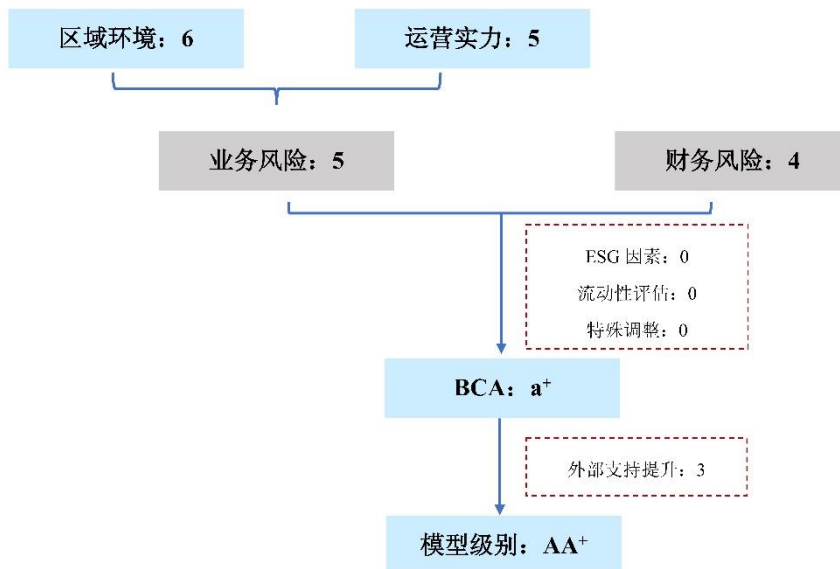 区域环境：6
运营实力：5
业务风险：5
财务风险：4
ESG 因素：0
流动性评估：0
特殊调整：0
BCA：a⁺
外部支持提升：3
模型级别：AA⁺